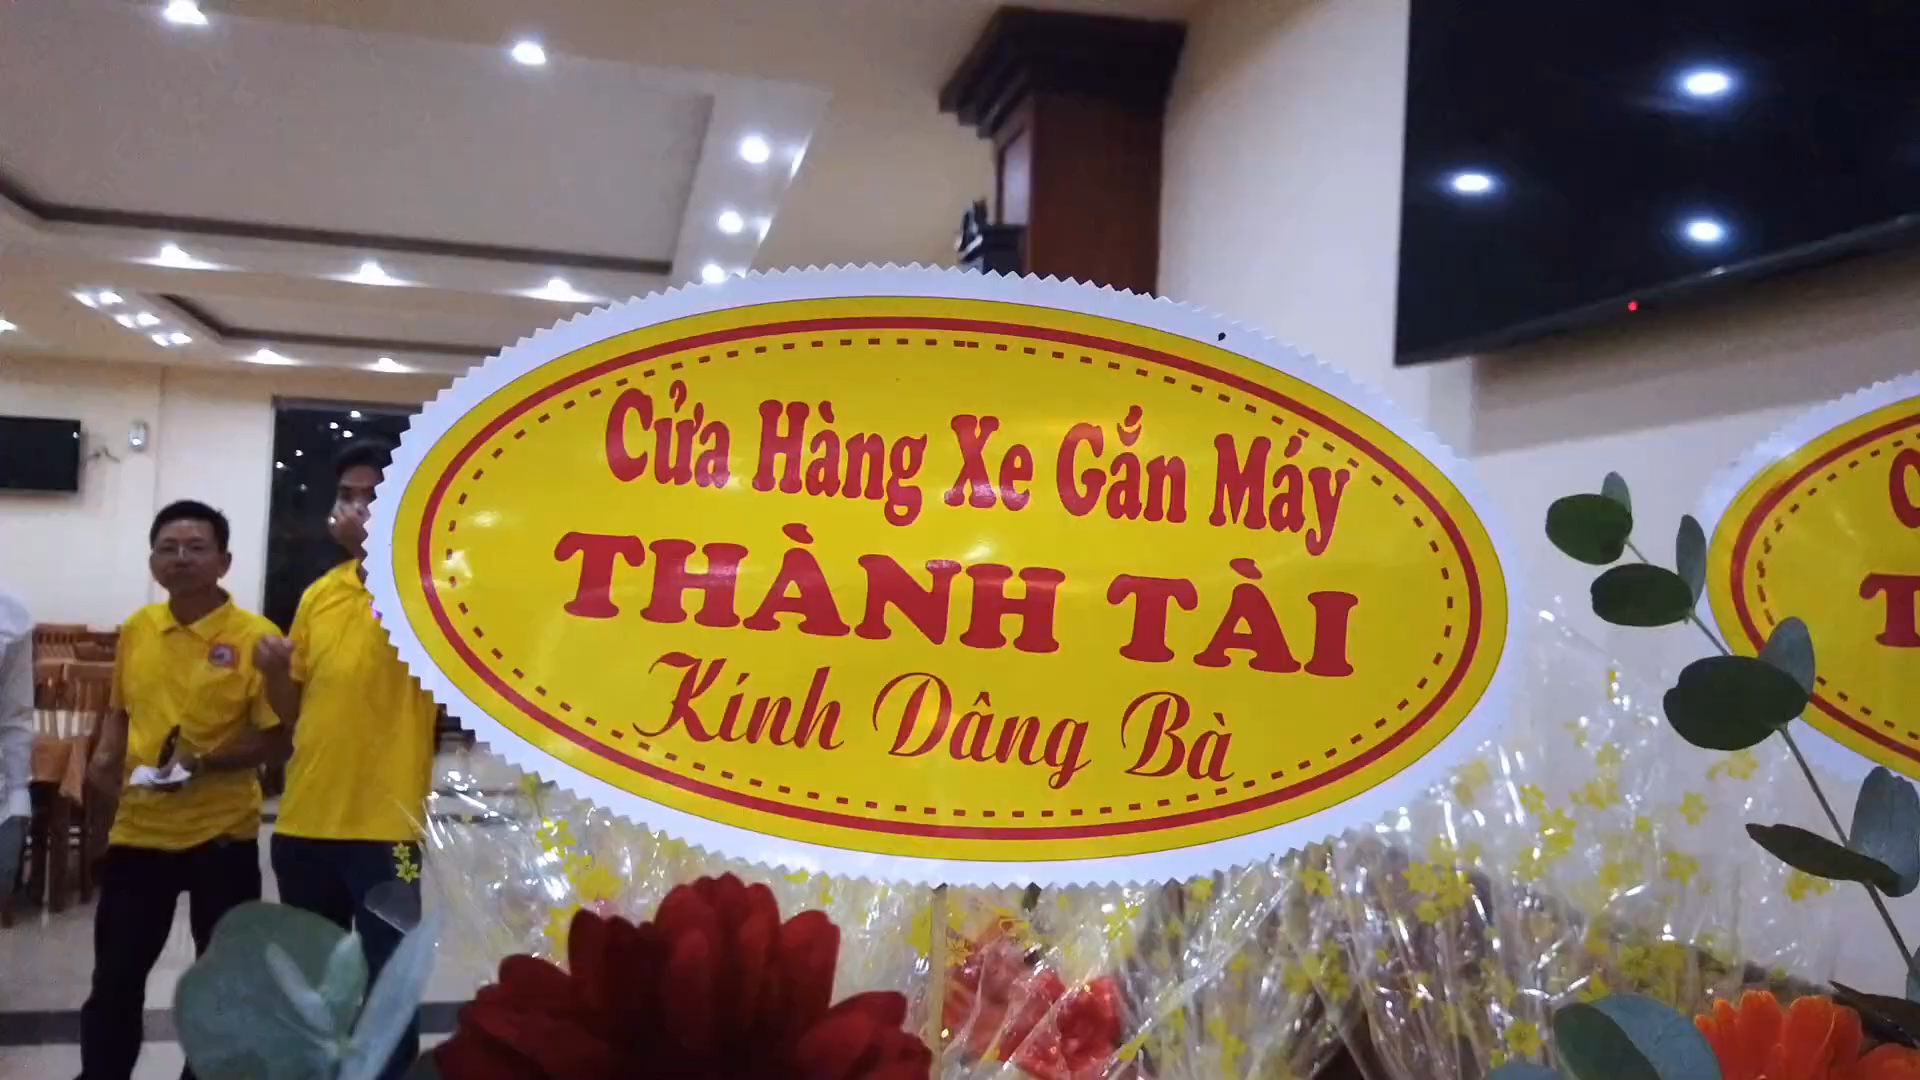 Cửa Hàng Xe Gắn Máy
THÀNH TÀI
Kính Dâng Bà